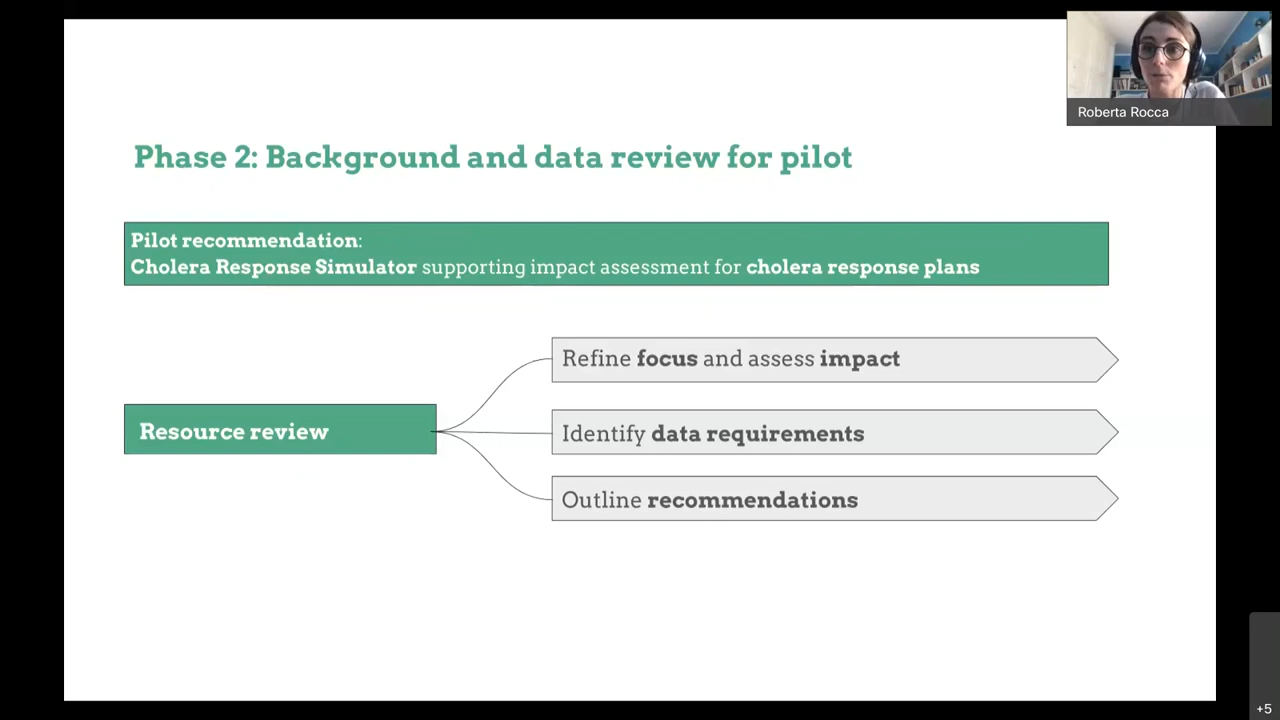 Roberta Rocca
Phase 2: Background and data review for pilot
Pilot recommendation:
Cholera Response Simulator supporting impact assessment for cholera response plans
Refine focus and assess impact
Resource review
Identify data requirements
Outline recommendations
+5